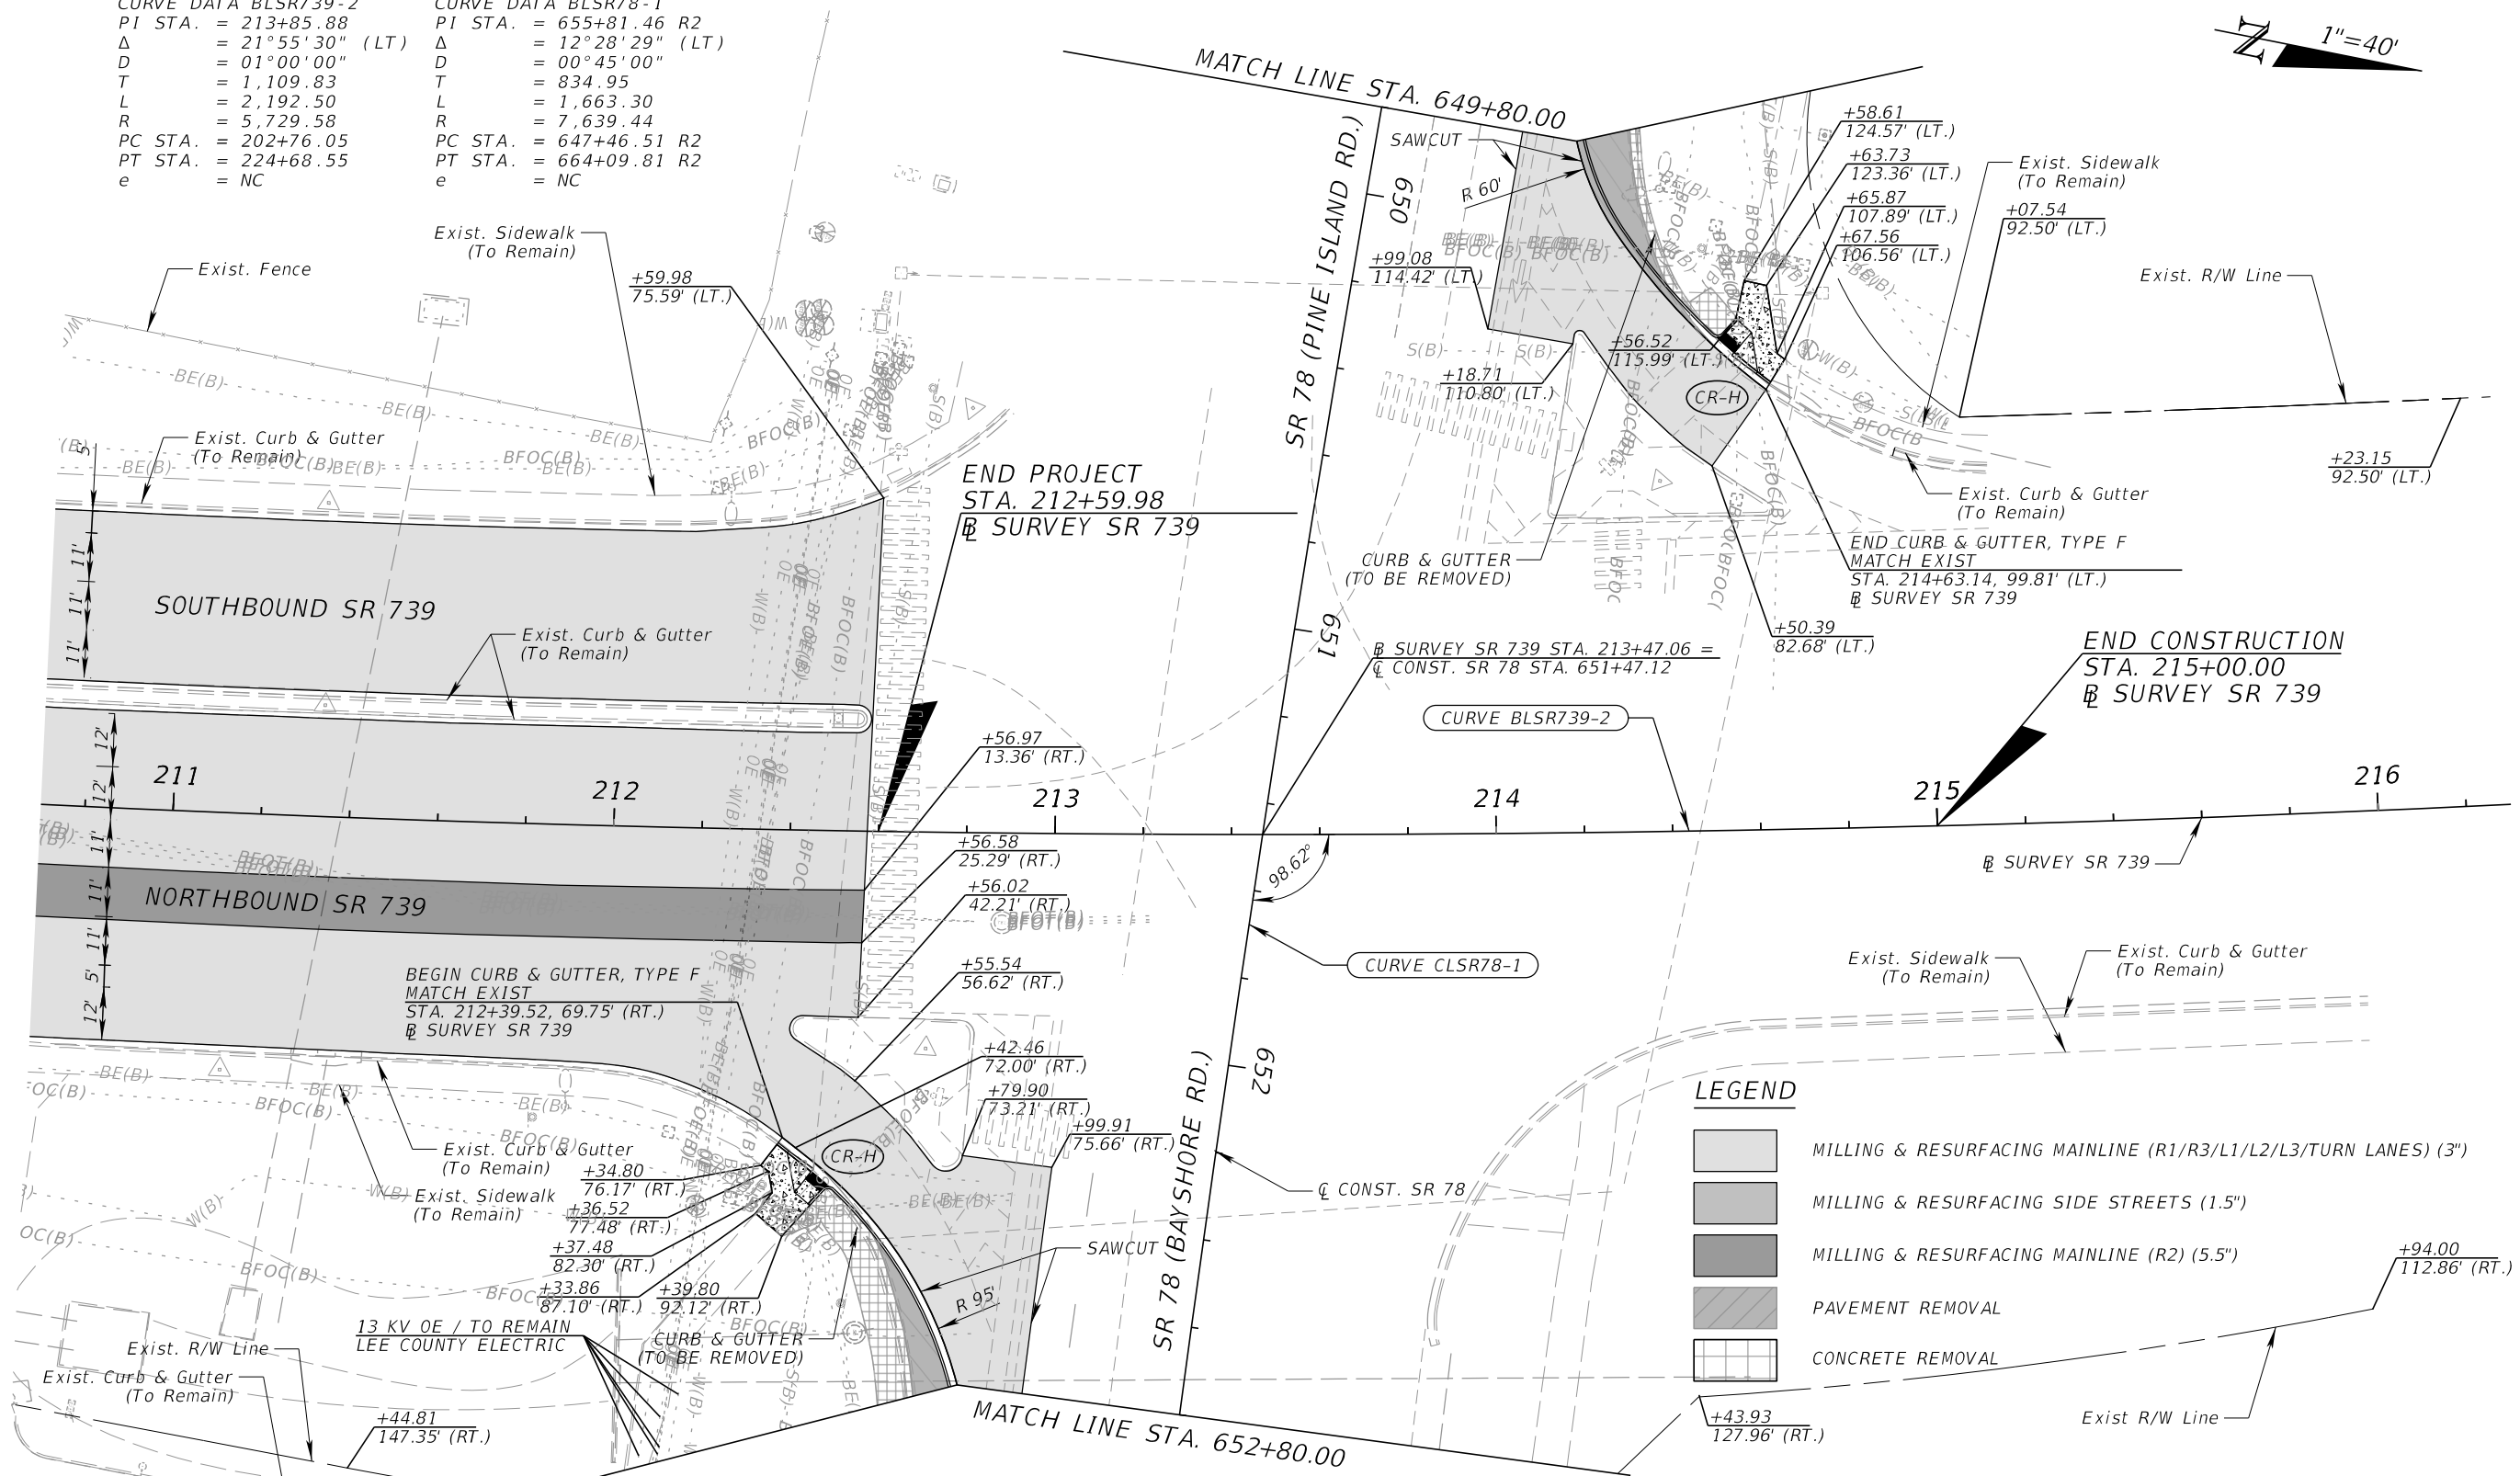 CURVE DATA BLSR739-2
PI STA. = 213+85.88
Δ = 21°55'30" (LT)
D = 01°00'00"
T = 1,109.83
L = 2,192.50
R = 5,729.58
PC STA. = 202+76.05
PT STA. = 224+68.55
e = NC
CURVE DATA BLSR78-1
PI STA. = 655+81.46 R2
Δ = 12°28'29" (LT)
D = 00°45'00"
T = 834.95
L = 1,663.30
R = 7,639.44
PC STA. = 647+46.51 R2
PT STA. = 664+09.81 R2
e = NC
N
1"=40'
MATCH LINE STA. 649+80.00
SAWCUT
R 60'
650
SR 78 (PINE ISLAND RD.)
+58.61
124.57' (LT.)
+63.73
123.36' (LT.)
+65.87
107.89' (LT.)
+67.56
106.56' (LT.)
Exist. Sidewalk
(To Remain)
+07.54
92.50' (LT.)
Exist. R/W Line
+23.15
92.50' (LT.)
Exist. Sidewalk
(To Remain)
Exist. Fence
+59.98
75.59' (LT.)
+99.08
114.42' (LT.)
+18.71
110.80' (LT.)
+56.52
115.99' (LT.)
CR-H
Exist. Curb & Gutter
(To Remain)
5'
11'
11'
11'
SOUTHBOUND SR 739
Exist. Curb & Gutter
(To Remain)
END PROJECT
STA. 212+59.98
BL SURVEY SR 739
CURB & GUTTER
(TO BE REMOVED)
Exist. Curb & Gutter
(To Remain)
END CURB & GUTTER, TYPE F
MATCH EXIST
STA. 214+63.14, 99.81' (LT.)
BL SURVEY SR 739
651
+50.39
82.68' (LT.)
BL SURVEY SR 739 STA. 213+47.06 =
CL CONST. SR 78 STA. 651+47.12
END CONSTRUCTION
STA. 215+00.00
BL SURVEY SR 739
CURVE BLSR739-2
12'
12'
11'
11'
11'
5'
12'
211
212
213
214
215
216
+56.97
13.36' (RT.)
+56.58
25.29' (RT.)
+56.02
42.21' (RT.)
98.62°
BL SURVEY SR 739
NORTHBOUND SR 739
+55.54
56.62' (RT.)
CURVE CLSR78-1
BEGIN CURB & GUTTER, TYPE F
MATCH EXIST
STA. 212+39.52, 69.75' (RT.)
BL SURVEY SR 739
Exist. Sidewalk
(To Remain)
Exist. Curb & Gutter
(To Remain)
+42.46
72.00' (RT.)
+79.90
73.21' (RT.)
+99.91
75.66' (RT.)
652
SR 78 (BAYSHORE RD.)
CR-H
Exist. Curb & Gutter
(To Remain)
Exist. Sidewalk
(To Remain)
+34.80
76.17' (RT.)
+36.52
77.48' (RT.)
+37.48
82.30' (RT.)
+33.86
87.10' (RT.)
+39.80
92.12' (RT.)
CL CONST. SR 78
SAWCUT
R 95'
13 KV OE / TO REMAIN
LEE COUNTY ELECTRIC
CURB & GUTTER
(TO BE REMOVED)
Exist. R/W Line
Exist. Curb & Gutter
(To Remain)
+44.81
147.35' (RT.)
MATCH LINE STA. 652+80.00
LEGEND
MILLING & RESURFACING MAINLINE (R1/R3/L1/L2/L3/TURN LANES) (3")
MILLING & RESURFACING SIDE STREETS (1.5")
MILLING & RESURFACING MAINLINE (R2) (5.5")
PAVEMENT REMOVAL
CONCRETE REMOVAL
+94.00
112.86' (RT.)
+43.93
127.96' (RT.)
Exist R/W Line